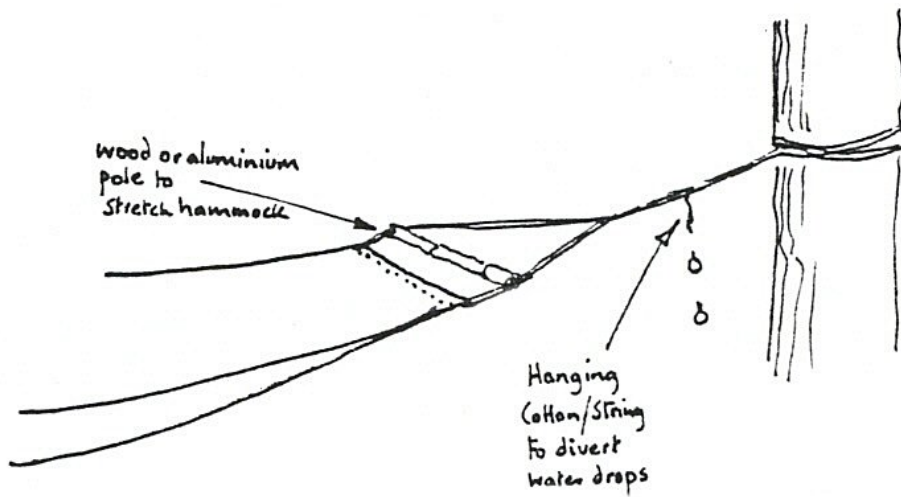 wood or aluminium
pole to
stretch hammock
Hanging
Cotton/String
to divert
water drops